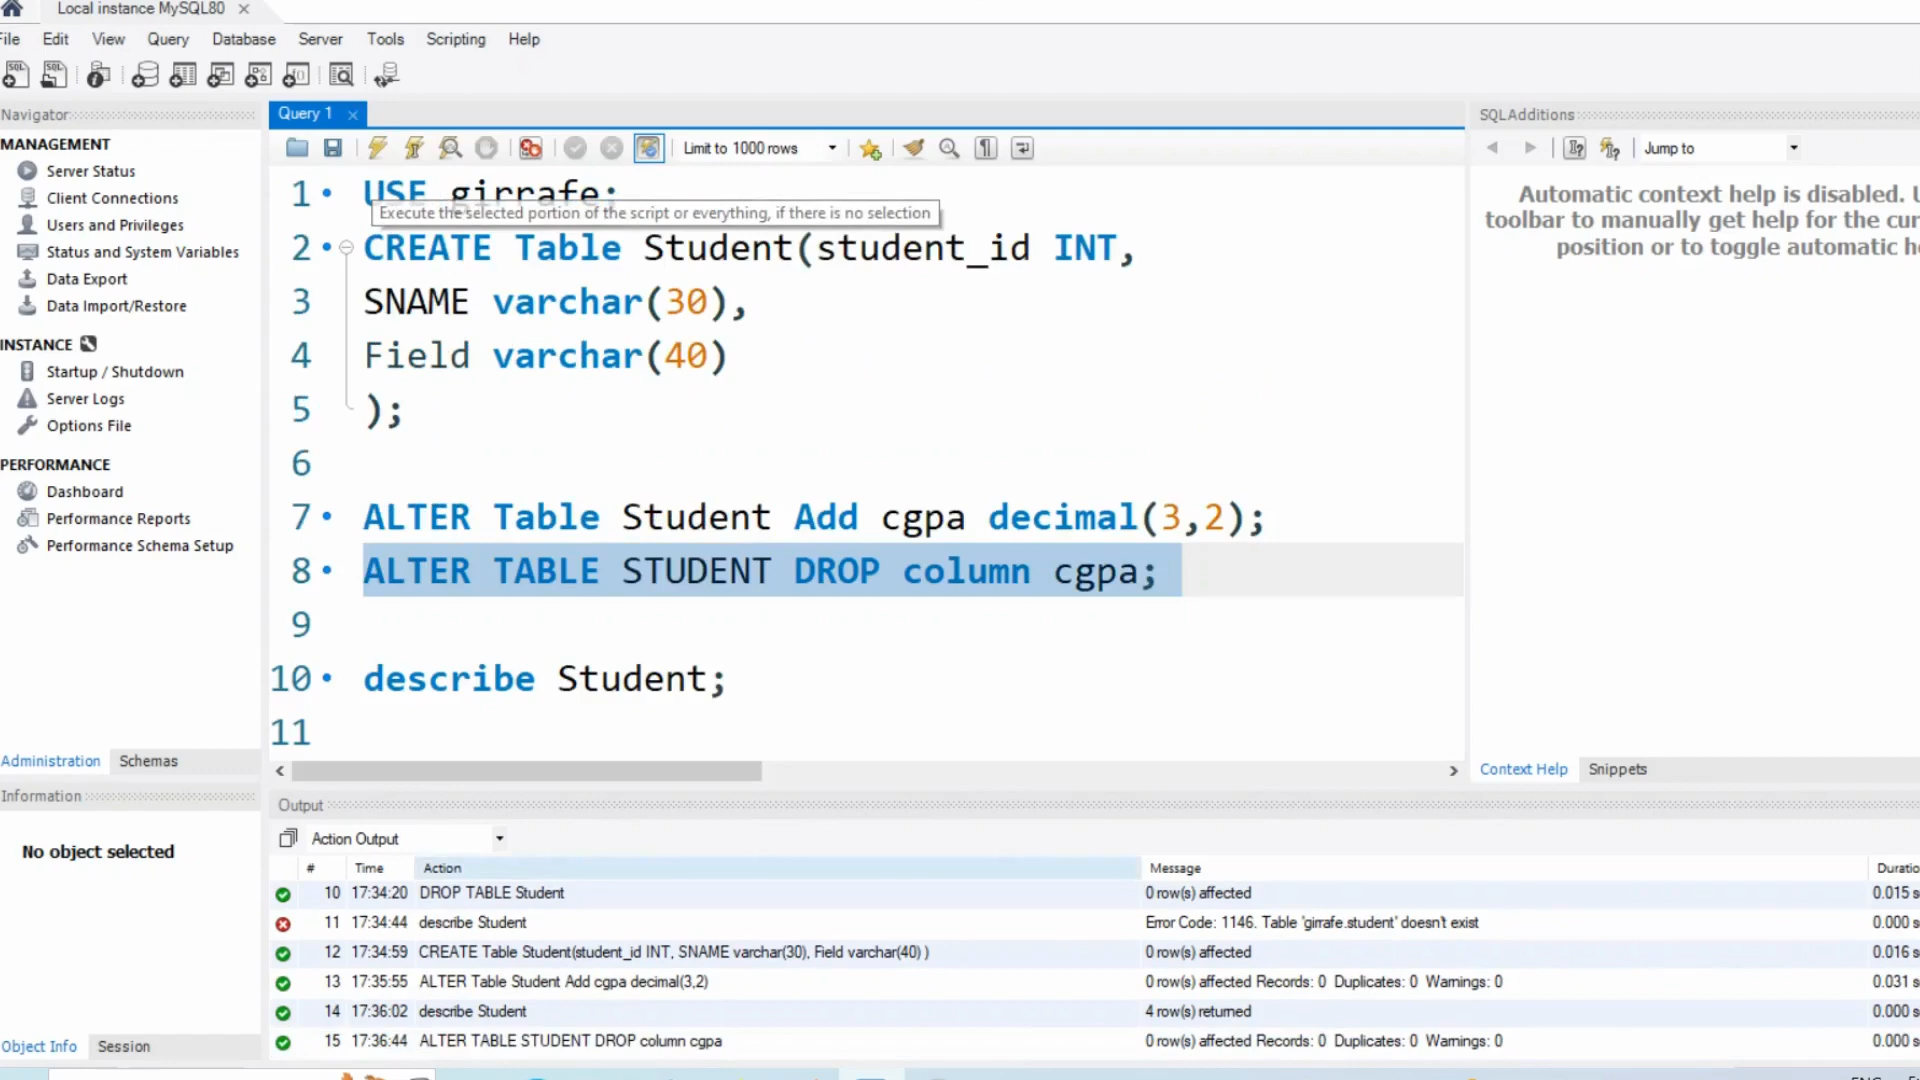 Local instance MySQL80
File Edit View Query Database Server Tools Scripting Help
Navigator
MANAGEMENT
Server Status
Client Connections
Users and Privileges
Status and System Variables
Data Export
Data Import/Restore
INSTANCE
Startup / Shutdown
Server Logs
Options File
PERFORMANCE
Dashboard
Performance Reports
Performance Schema Setup
Administration Schemas
Information
No object selected
Object Info Session
Query 1
Limit to 1000 rows
1 USE girrafe;
Execute the selected portion of the script or everything, if there is no selection
2 CREATE Table Student(student_id INT,
3 SNAME varchar(30),
4 Field varchar(40)
5 );
6
7 ALTER Table Student Add cgpa decimal(3,2);
8 ALTER TABLE STUDENT DROP column cgpa;
9
10 describe Student;
11
SQLAdditions
Jump to
Automatic context help is disabled. U
toolbar to manually get help for the cur
position or to toggle automatic he
Context Help Snippets
Output
Action Output
# Time Action Message Duratio
10 17:34:20 DROP TABLE Student 0 row(s) affected 0.015 s
11 17:34:44 describe Student Error Code: 1146. Table 'girrafe.student' doesn't exist 0.000 s
12 17:34:59 CREATE Table Student(student_id INT, SNAME varchar(30), Field varchar(40) ) 0 row(s) affected 0.016 s
13 17:35:55 ALTER Table Student Add cgpa decimal(3,2) 0 row(s) affected Records: 0 Duplicates: 0 Warnings: 0 0.031 s
14 17:36:02 describe Student 4 row(s) returned 0.000 s
15 17:36:44 ALTER TABLE STUDENT DROP column cgpa 0 row(s) affected Records: 0 Duplicates: 0 Warnings: 0 0.000 s